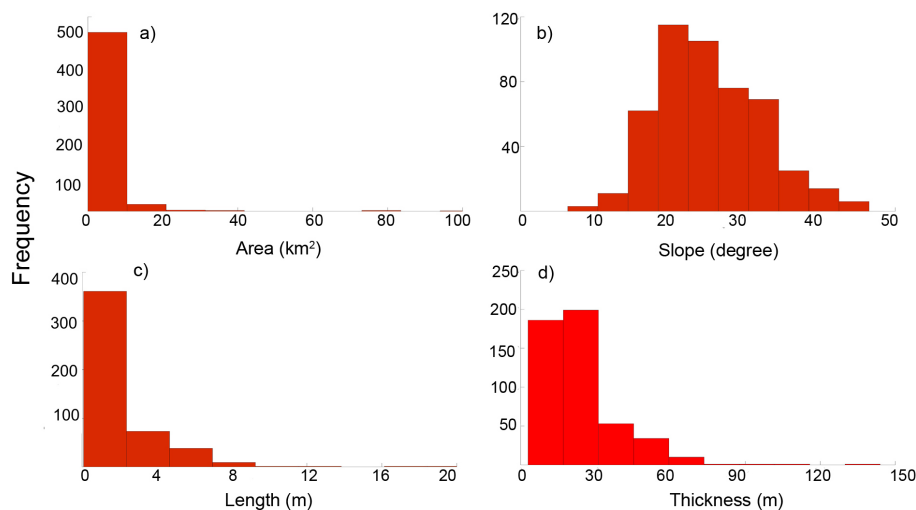 Frequency
a)
500
400
300
200
100
0 20 40 60 80 100
Area (km²)
b)
120
80
40
0 10 20 30 40 50
Slope (degree)
c)
400
300
200
100
0 4 8 12 16 20
Length (m)
d)
250
200
150
100
50
0 30 60 90 120 150
Thickness (m)